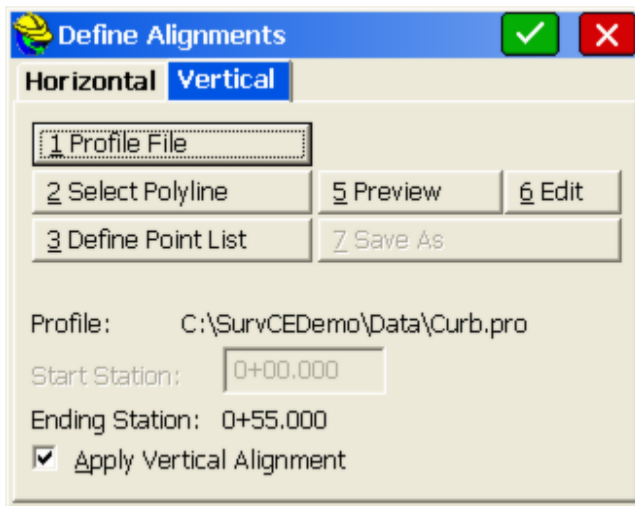 Define Alignments
Horizontal Vertical
1 Profile File
2 Select Polyline 5 Preview 6 Edit
3 Define Point List 7 Save As
Profile: C:\SurvCEDemo\Data\Curb.pro
Start Station: 0+00.000
Ending Station: 0+55.000
Apply Vertical Alignment